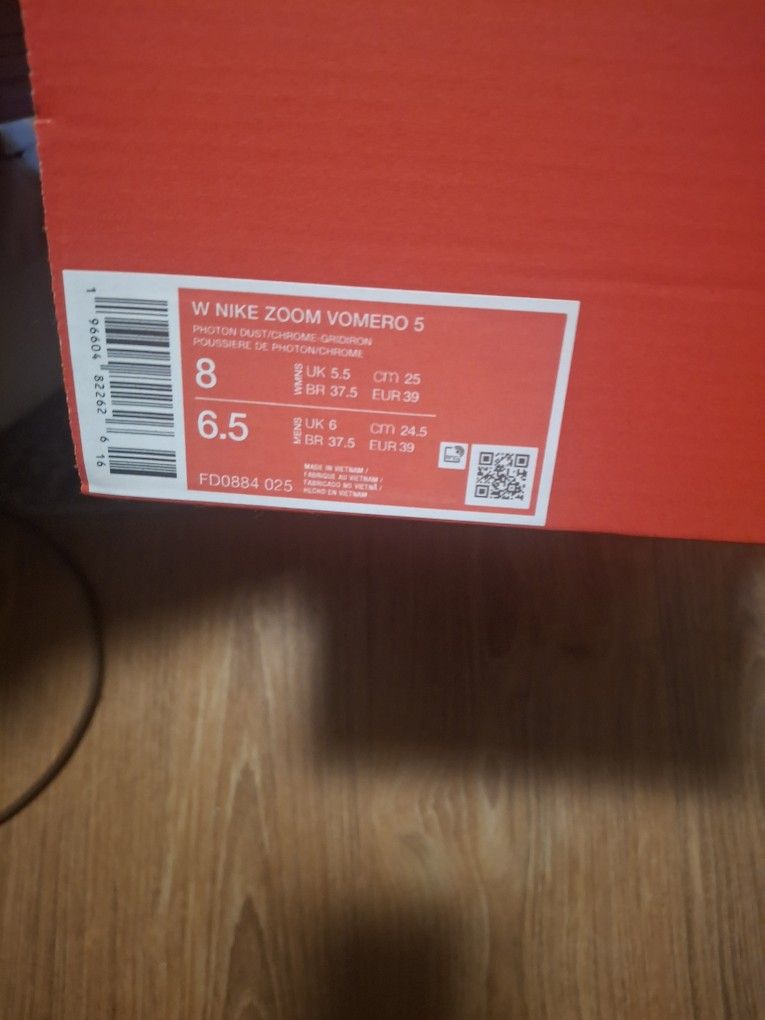 W NIKE ZOOM VOMERO 5
PHOTON DUST/CHROME-GRIDIRON
POUSSIERE DE PHOTON/CHROME
8 WMNS UK 5.5 cm 25
BR 37.5 EUR 39
6.5 MENS UK 6 cm 24.5
BR 37.5 EUR 39
FD0884 025
MADE IN VIETNAM /
FABRIQUE AU VIETNAM /
FABRICADO NO VIETNÃ /
HECHO EN VIETNAM
1 96604 82262 6 16